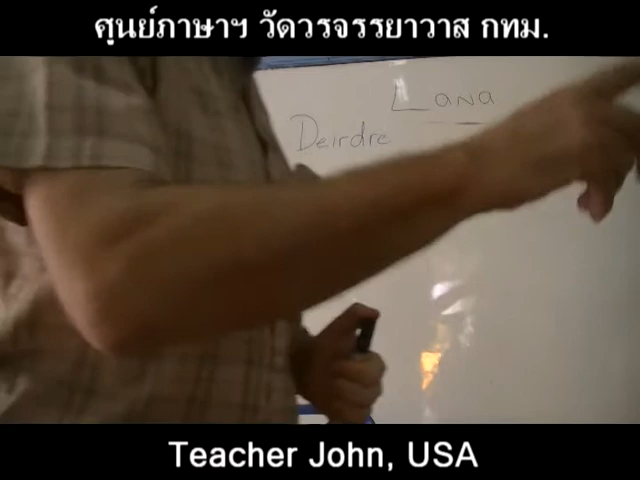 ศูนย์ภาษาฯ วัดวรจรรยาวาส กทม.
Lana
Deirdre
Teacher John, USA